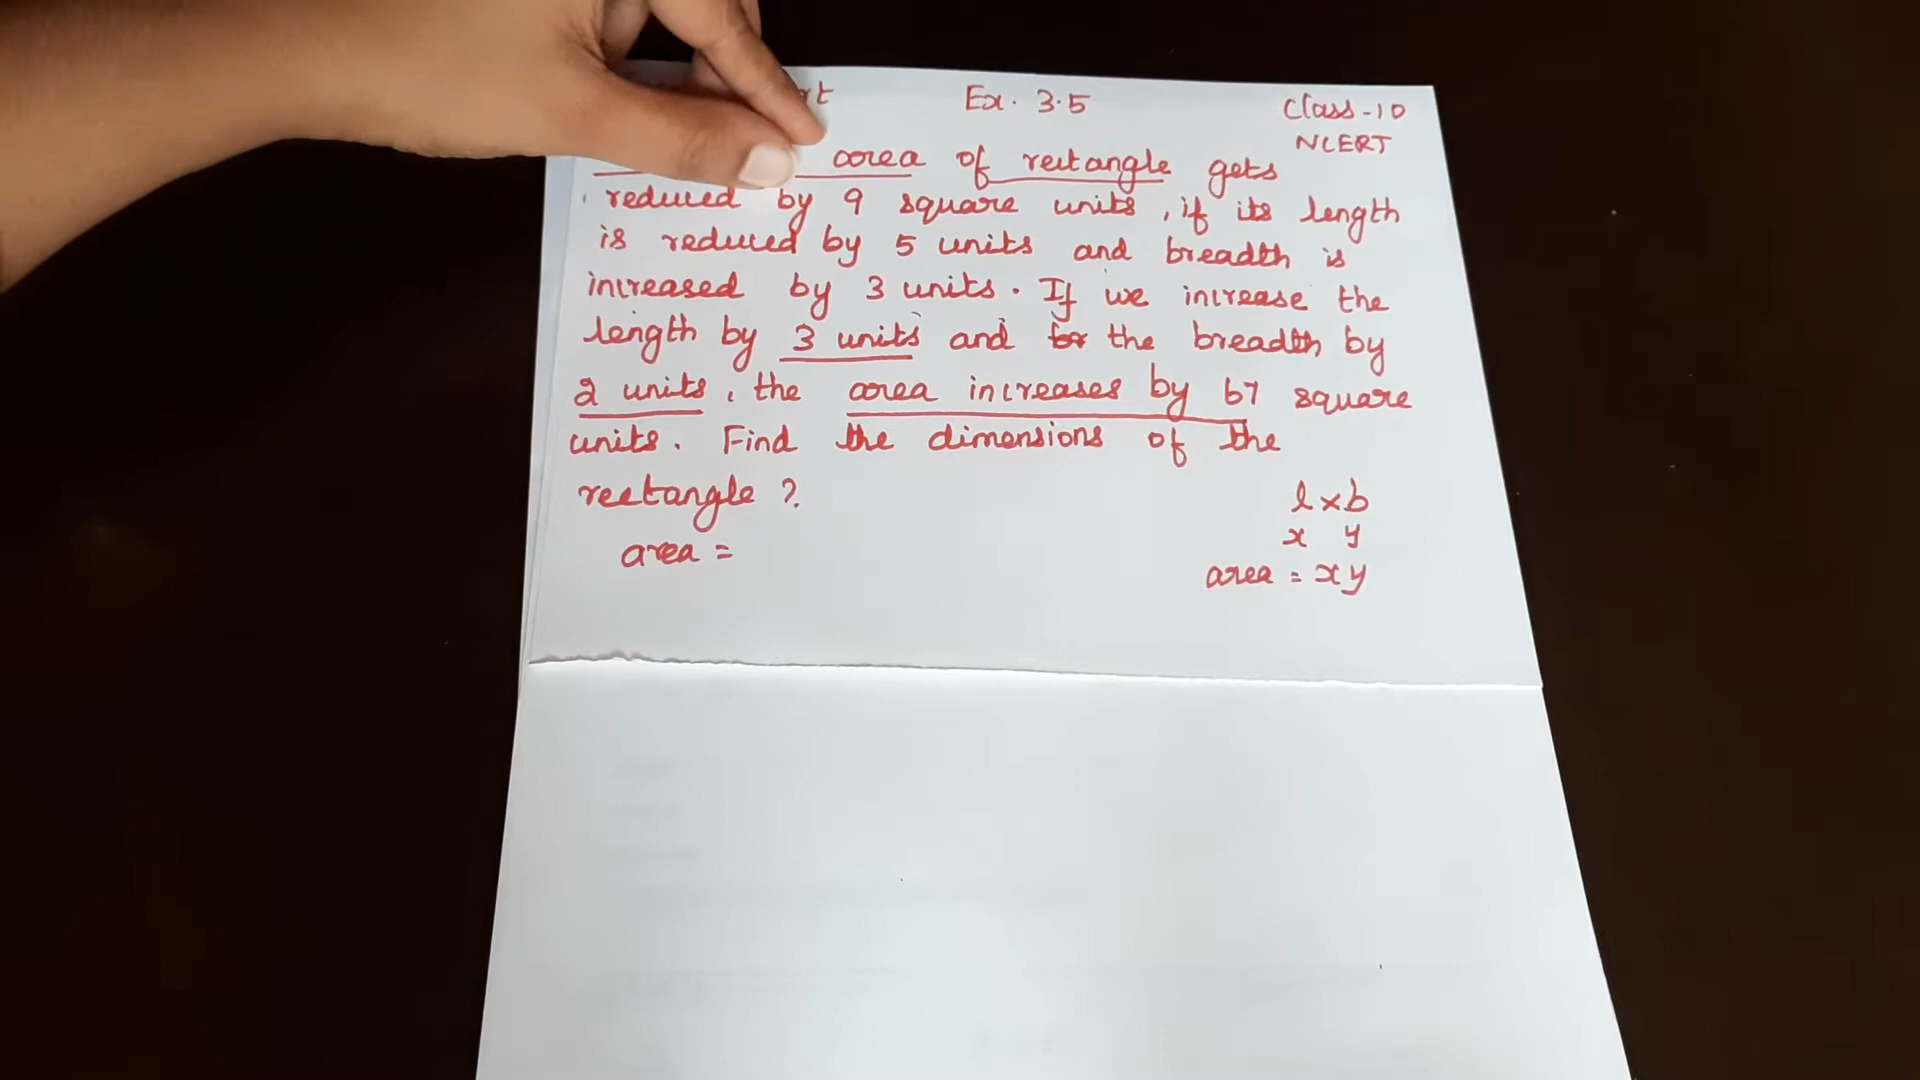 Ex. 3.5
Class-10
NCERT
area of rectangle gets
reduced by 9 square units, if its length
is reduced by 5 units and breadth is
increased by 3 units. If we increase the
length by 3 units and the breadth by
2 units, the area increases by 67 square
units. Find the dimensions of the
rectangle ?
l × b
x y
area =
area = xy